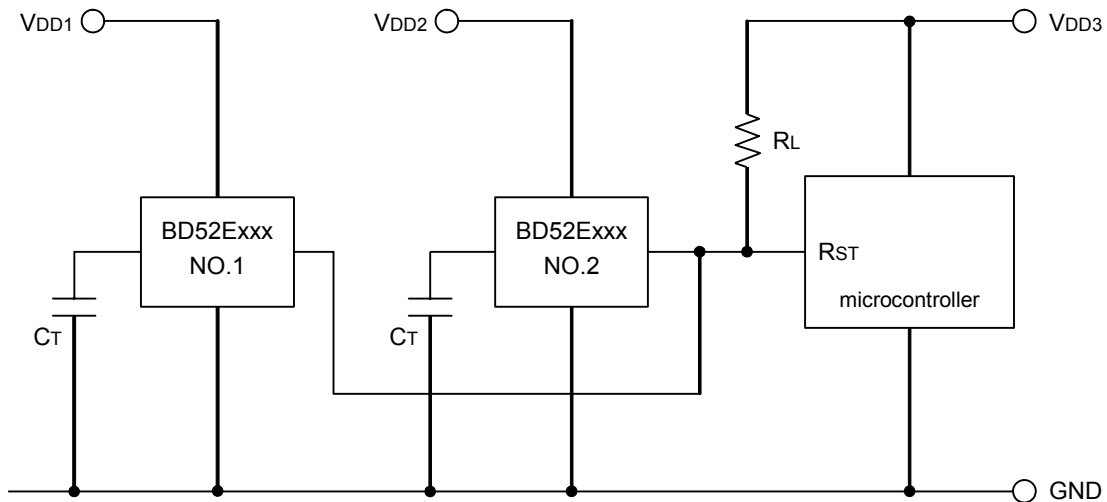 VDD1
VDD2
VDD3
RL
BD52Exxx
NO.1
BD52Exxx
NO.2
RST
microcontroller
CT
CT
GND